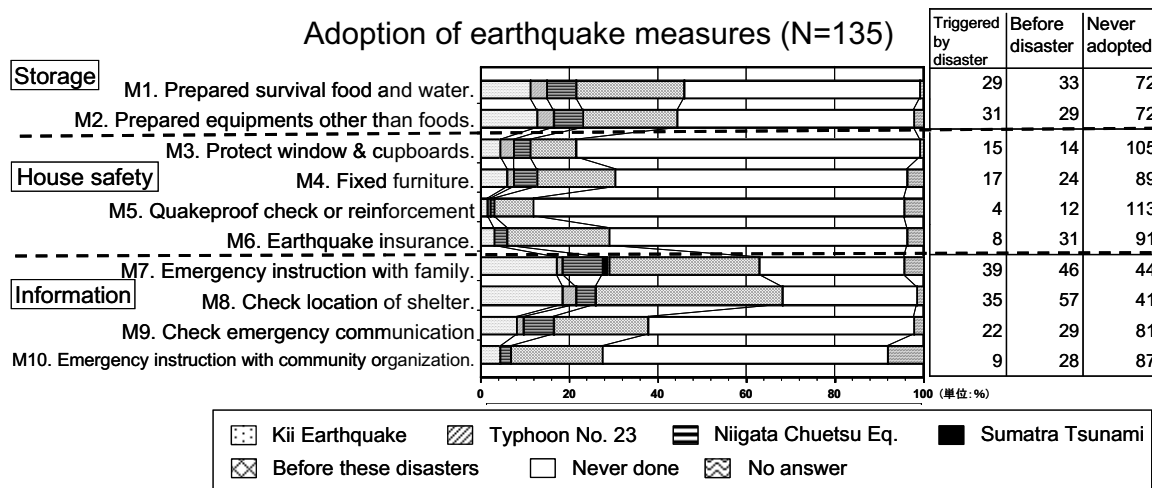 Adoption of earthquake measures (N=135)
Triggered by disaster Before disaster Never adopted
Storage
M1. Prepared survival food and water. 29 33 72
M2. Prepared equipments other than foods. 31 29 72
M3. Protect window & cupboards. 15 14 105
House safety
M4. Fixed furniture. 17 24 89
M5. Quakeproof check or reinforcement 4 12 113
M6. Earthquake insurance. 8 31 91
M7. Emergency instruction with family. 39 46 44
Information
M8. Check location of shelter. 35 57 41
M9. Check emergency communication 22 29 81
M10. Emergency instruction with community organization. 9 28 87
0 20 40 60 80 100 (単位:%)
Kii Earthquake Typhoon No. 23 Niigata Chuetsu Eq. Sumatra Tsunami
Before these disasters Never done No answer